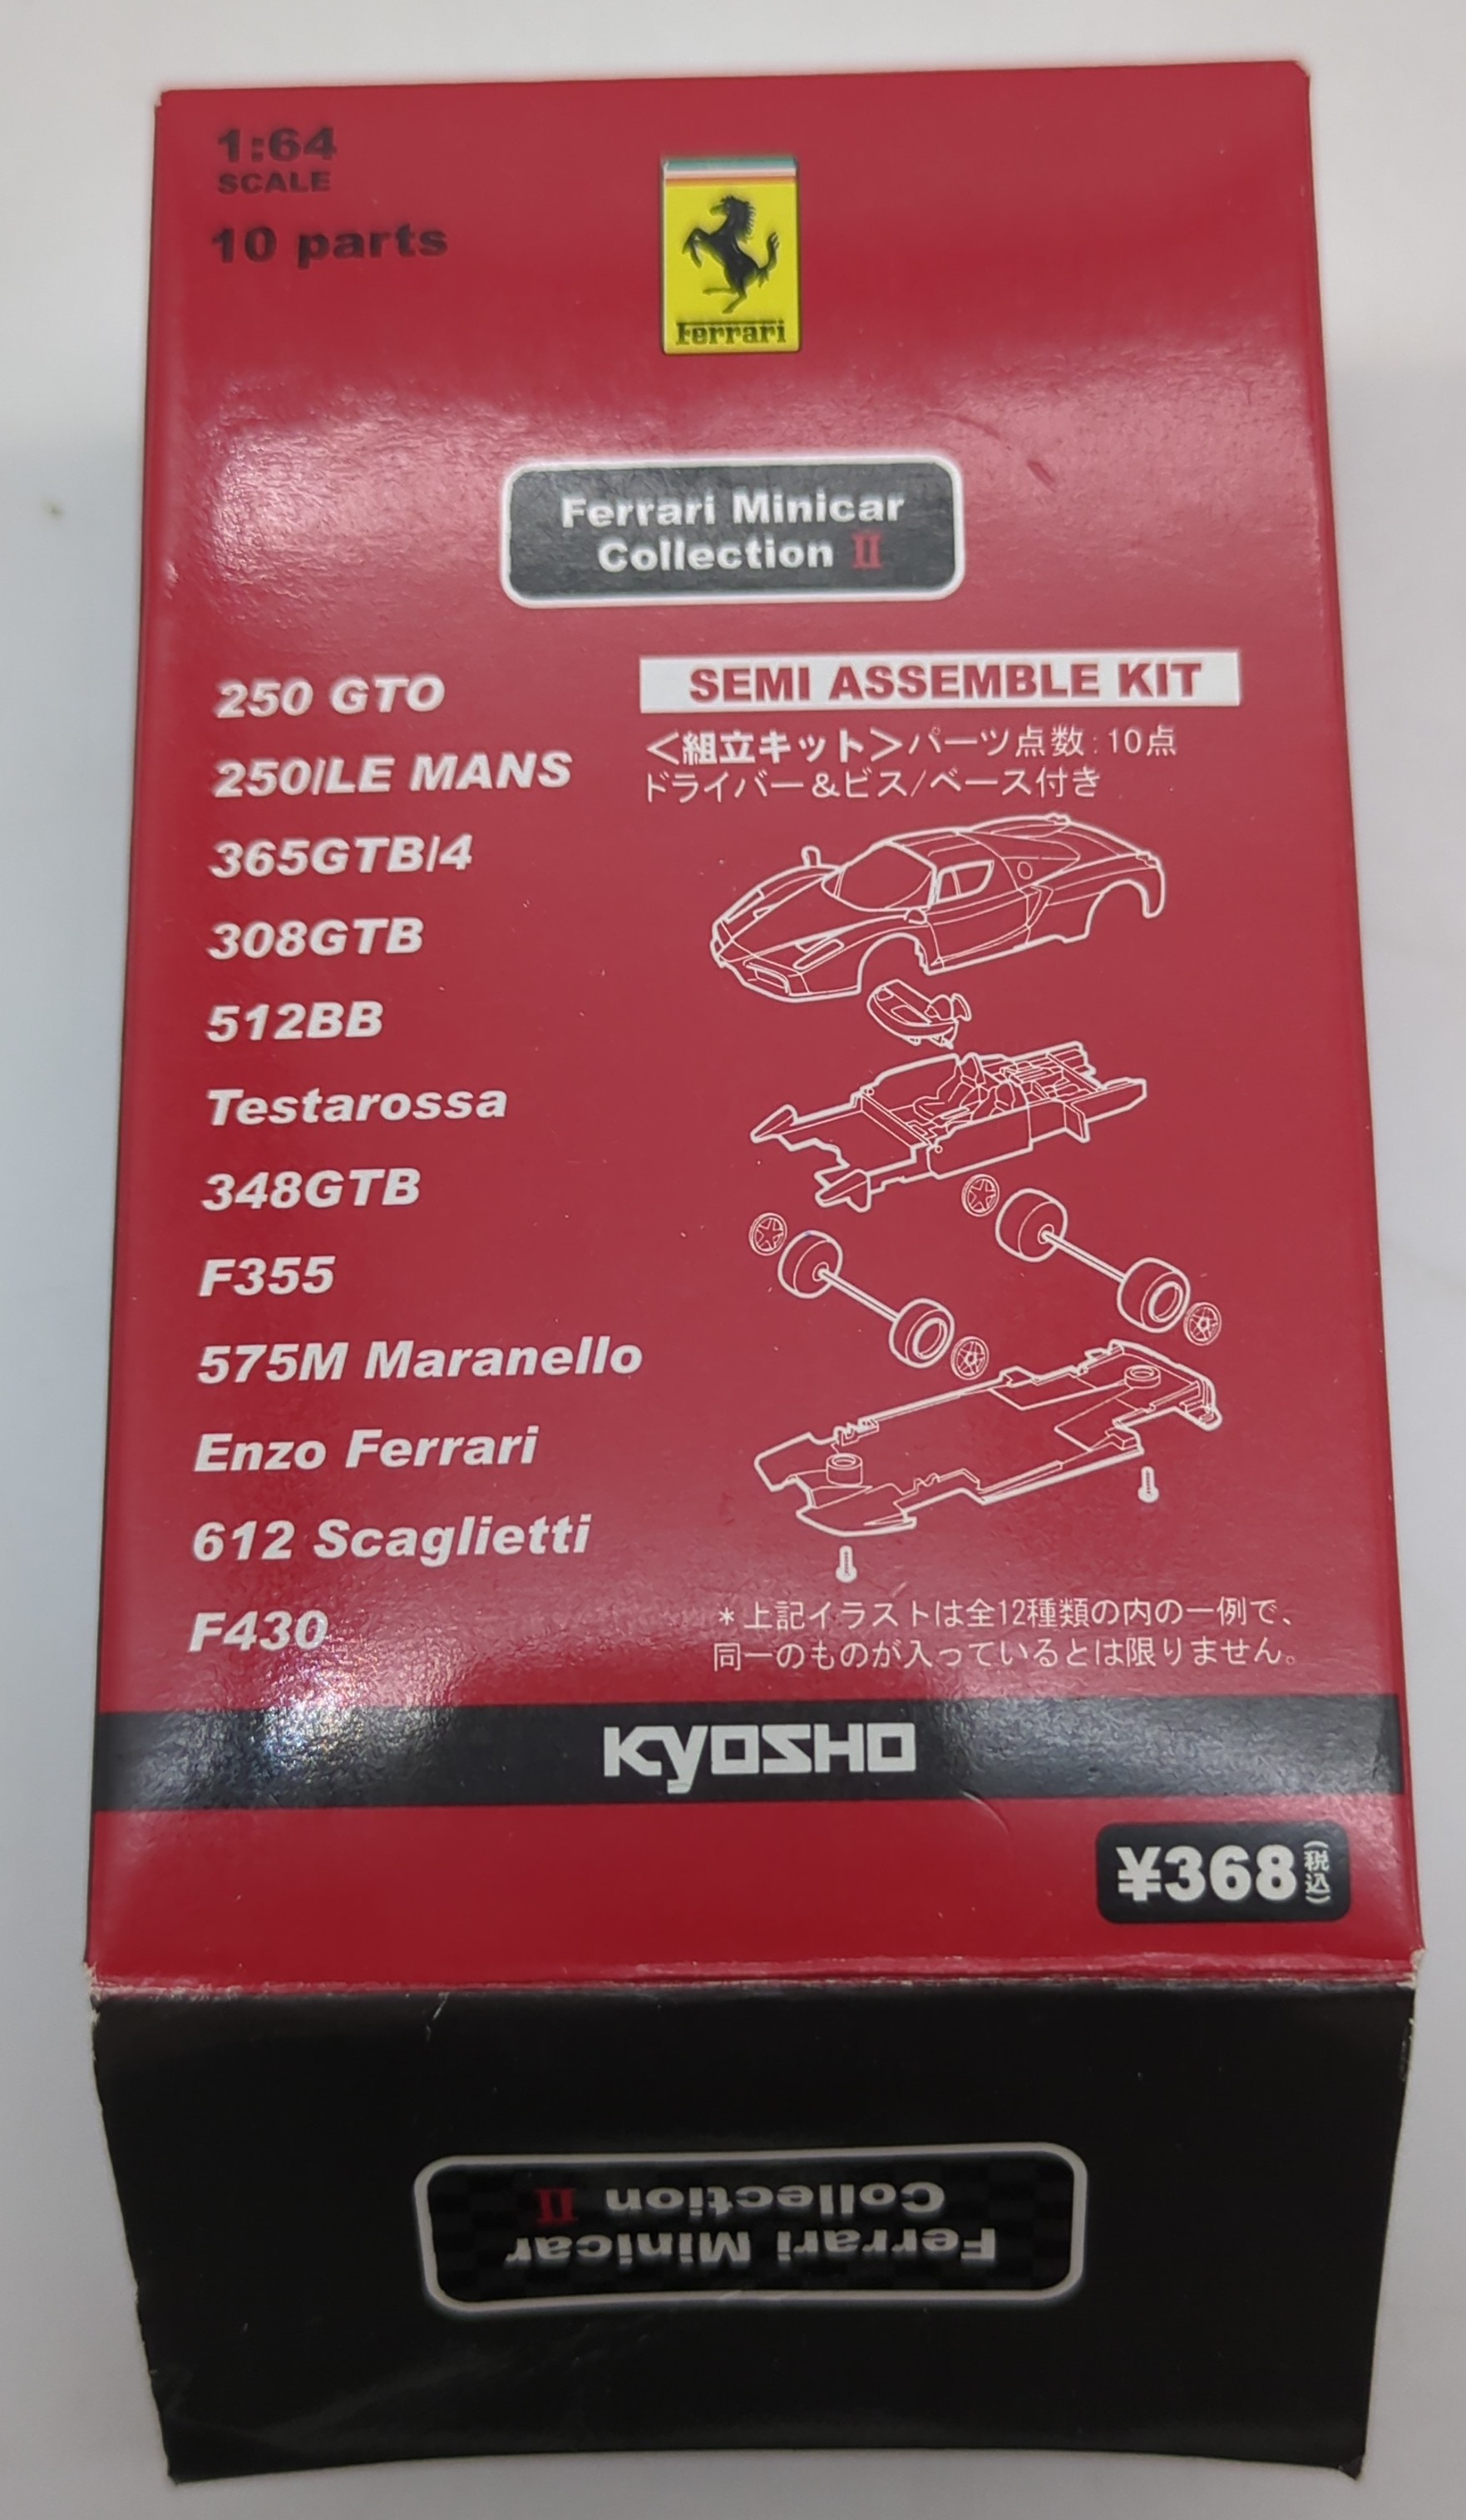 1:64
SCALE
10 parts
Ferrari
Ferrari Minicar
Collection II
250 GTO
250/LE MANS
365GTB/4
308GTB
512BB
Testarossa
348GTB
F355
575M Maranello
Enzo Ferrari
612 Scaglietti
F430
SEMI ASSEMBLE KIT
<組立キット>パーツ点数:10点
ドライバー&ビス/ベース付き
*上記イラストは全12種類の内の一例で、
同一のものが入っているとは限りません。
KYOSHO
¥368(税込)
Ferrari Minicar
Collection II